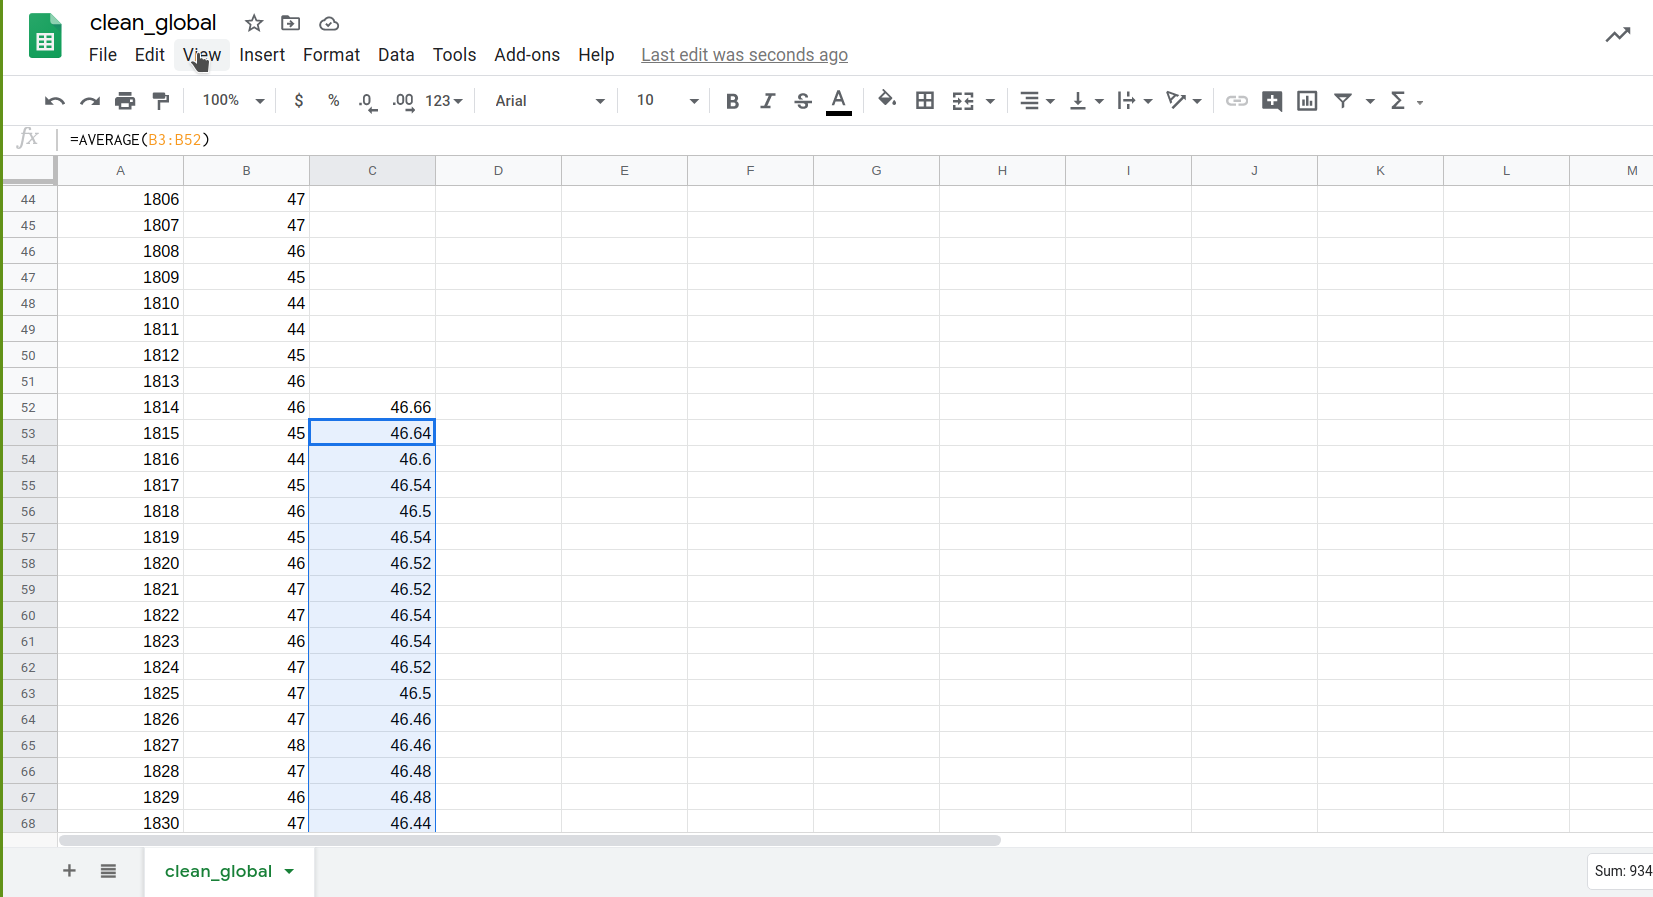 clean_global
File Edit View Insert Format Data Tools Add-ons Help Last edit was seconds ago
100% $ % .0 .00 123 Arial 10 B I S A Σ
fx =AVERAGE(B3:B52)
A B C D E F G H I J K L M
44 1806 47
45 1807 47
46 1808 46
47 1809 45
48 1810 44
49 1811 44
50 1812 45
51 1813 46
52 1814 46 46.66
53 1815 45 46.64
54 1816 44 46.6
55 1817 45 46.54
56 1818 46 46.5
57 1819 45 46.54
58 1820 46 46.52
59 1821 47 46.52
60 1822 47 46.54
61 1823 46 46.54
62 1824 47 46.52
63 1825 47 46.5
64 1826 47 46.46
65 1827 48 46.46
66 1828 47 46.48
67 1829 46 46.48
68 1830 47 46.44
+ clean_global Sum: 934